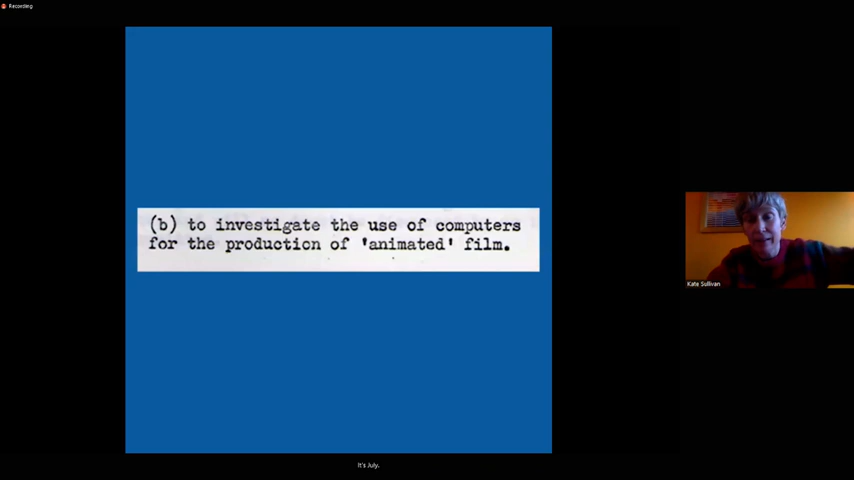 Recording
(b) to investigate the use of computers
for the production of 'animated' film.
Kate Sullivan
It's July.